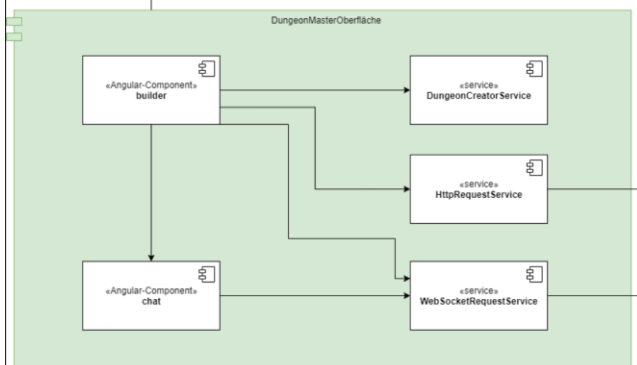 DungeonMasterOberfläche
«Angular-Component»
builder
«service»
DungeonCreatorService
«service»
HttpRequestService
«Angular-Component»
chat
«service»
WebSocketRequestService